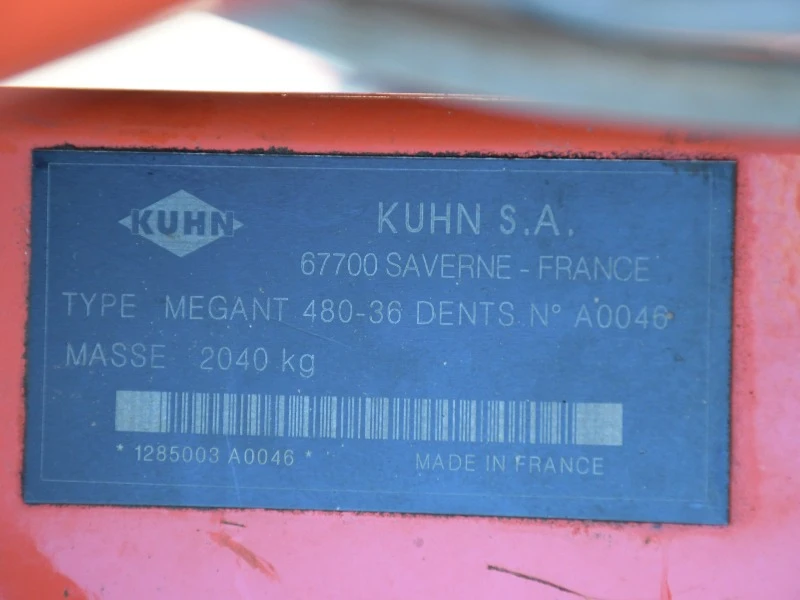 KUHN
KUHN S.A.
67700 SAVERNE - FRANCE
TYPE MEGANT 480-36 DENTS N° A0046
MASSE 2040 kg
* 1285003 A0046 *
MADE IN FRANCE